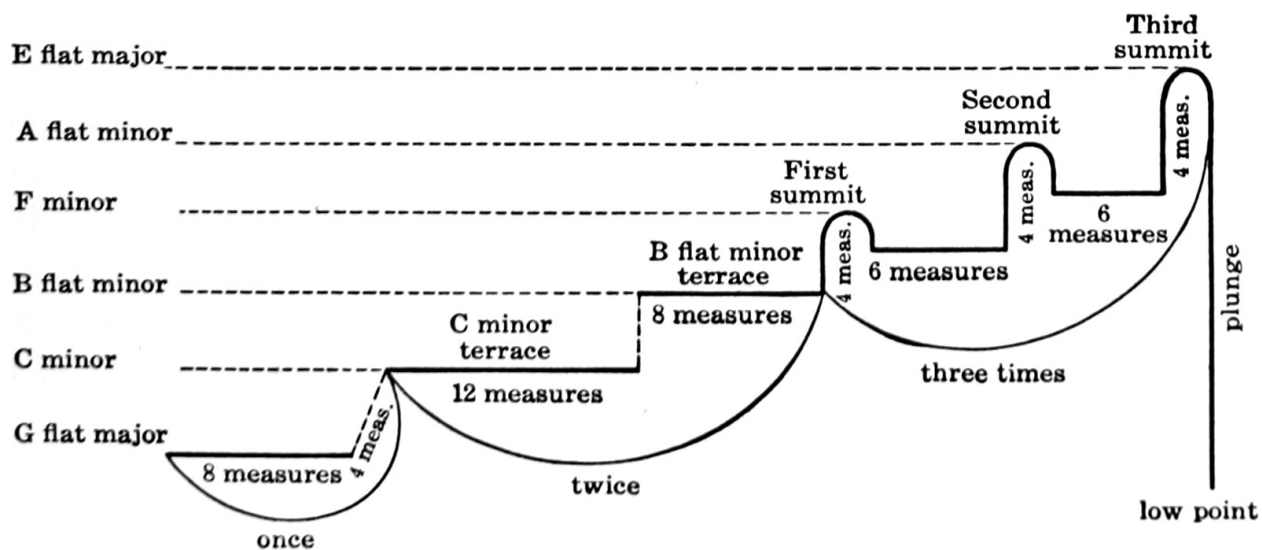 Third
summit
E flat major
4 meas.
Second
summit
A flat minor
4 meas.
First
summit
F minor
4 meas.
6
measures
B flat minor
terrace
6 measures
plunge
B flat minor
8 measures
C minor
terrace
C minor
three times
12 measures
4 meas.
G flat major
8 measures
twice
low point
once